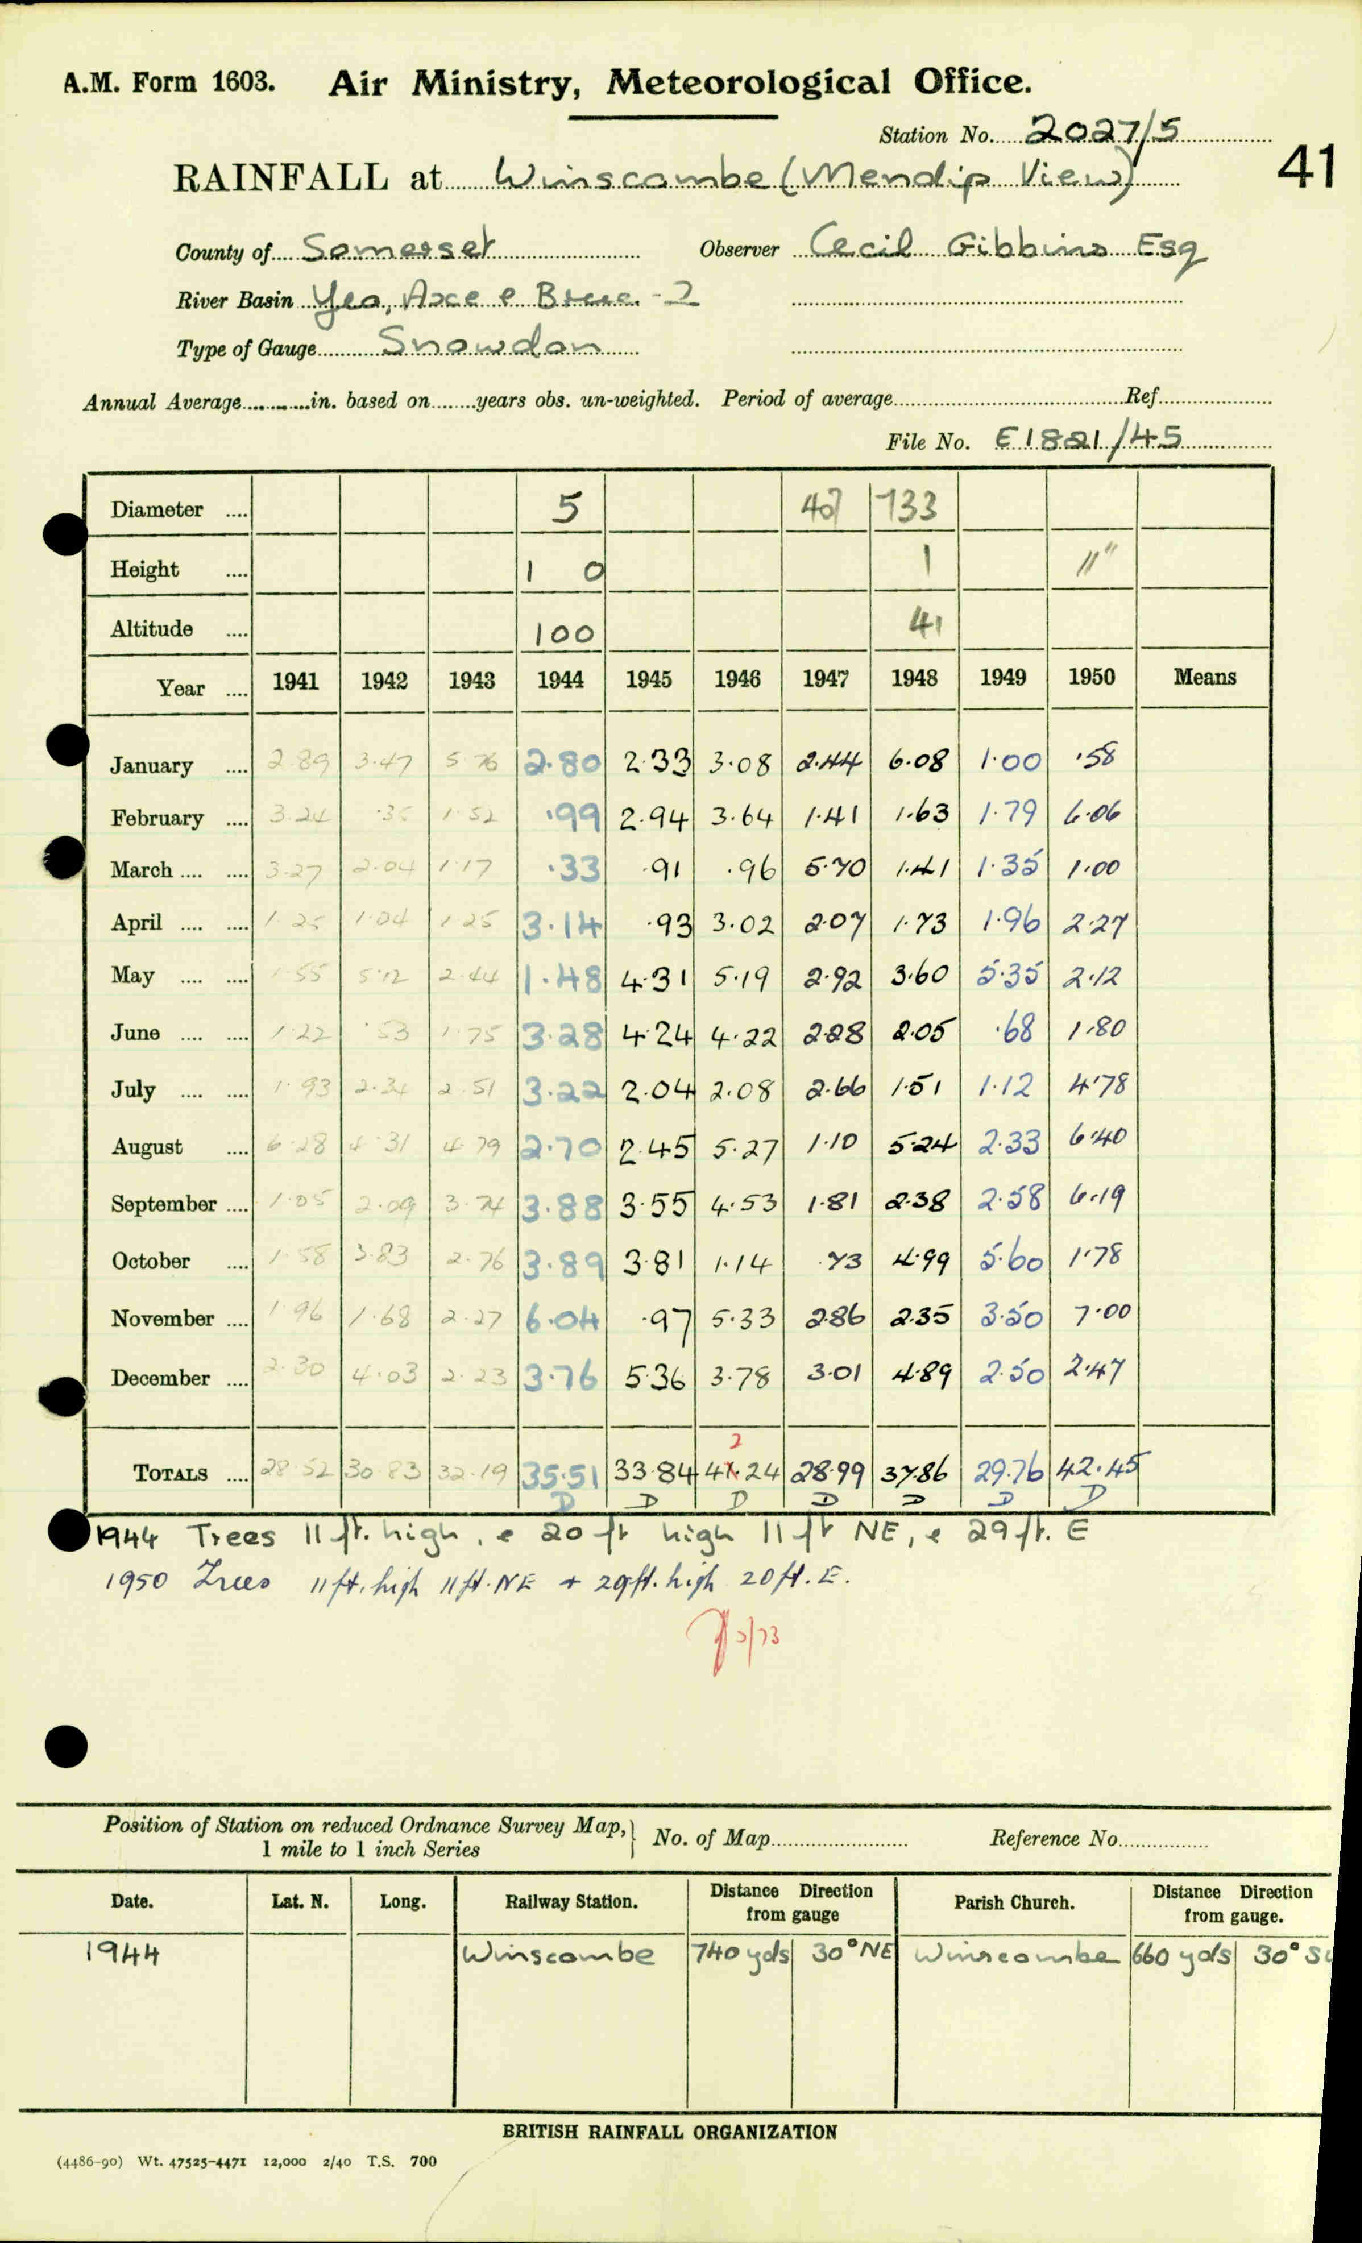 A.M. Form 1603. Air Ministry, Meteorological Office.
Station No. 2027/5
41
RAINFALL at Winscombe (Mendip View)
County of Somerset Observer Cecil Gibbins Esq
River Basin Yeo, Axe & Brue - 2
Type of Gauge Snowdon
Annual Average in. based on years obs. un-weighted. Period of average Ref.
File No. E1821/45
Diameter .... 5 133
Height .... 1 0 1 11"
Altitude .... 100 41
Year .... 1941 1942 1943 1944 1945 1946 1947 1948 1949 1950 Means
January .... 2.89 3.47 5.76 2.80 2.33 3.08 2.44 6.08 1.00 .58
February .... 3.24 .35 1.52 .99 2.94 3.64 1.41 1.63 1.79 6.06
March .... .... 3.27 2.04 1.17 .33 .91 .96 5.70 1.41 1.35 1.00
April .... .... 1.25 1.04 1.25 3.14 .93 3.02 2.07 1.73 1.96 2.27
May .... .... 1.55 5.12 2.44 1.48 4.31 5.19 2.92 3.60 5.35 2.12
June .... .... 1.22 .53 1.75 3.28 4.24 4.22 2.28 2.05 .68 1.80
July .... .... 1.93 2.34 2.51 3.22 2.04 2.08 2.66 1.51 1.12 4.78
August .... 6.28 4.31 4.79 2.70 2.45 5.27 1.10 5.24 2.33 6.40
September .... 1.05 2.09 3.74 3.88 3.55 4.53 1.81 2.38 2.58 6.19
October .... 1.58 3.83 2.76 3.89 3.81 1.14 .73 4.99 5.60 1.78
November .... 1.96 1.68 2.27 6.04 .97 5.33 2.86 2.35 3.50 7.00
December .... 2.30 4.03 2.23 3.76 5.36 3.78 3.01 4.89 2.50 2.47
2
TOTALS .... 28.52 30.83 32.19 35.51 33.84 41.24 28.99 37.86 29.76 42.45
D D D D D D D
1944 Trees 11 ft. high, & 20 ft high 11 ft NE, & 29 ft. E
1950 Trees 11 ft. high 11 ft. NE + 29 ft. high 20 ft. E.
Position of Station on reduced Ordnance Survey Map, No. of Map Reference No.
1 mile to 1 inch Series
Date. Lat. N. Long. Railway Station. Distance from gauge Direction Parish Church. Distance from gauge. Direction
1944 Winscombe 740 yds 30° NE Winscombe 660 yds 30°
BRITISH RAINFALL ORGANIZATION
(4486-90) Wt. 47525-4471 12,000 2/40 T.S. 700